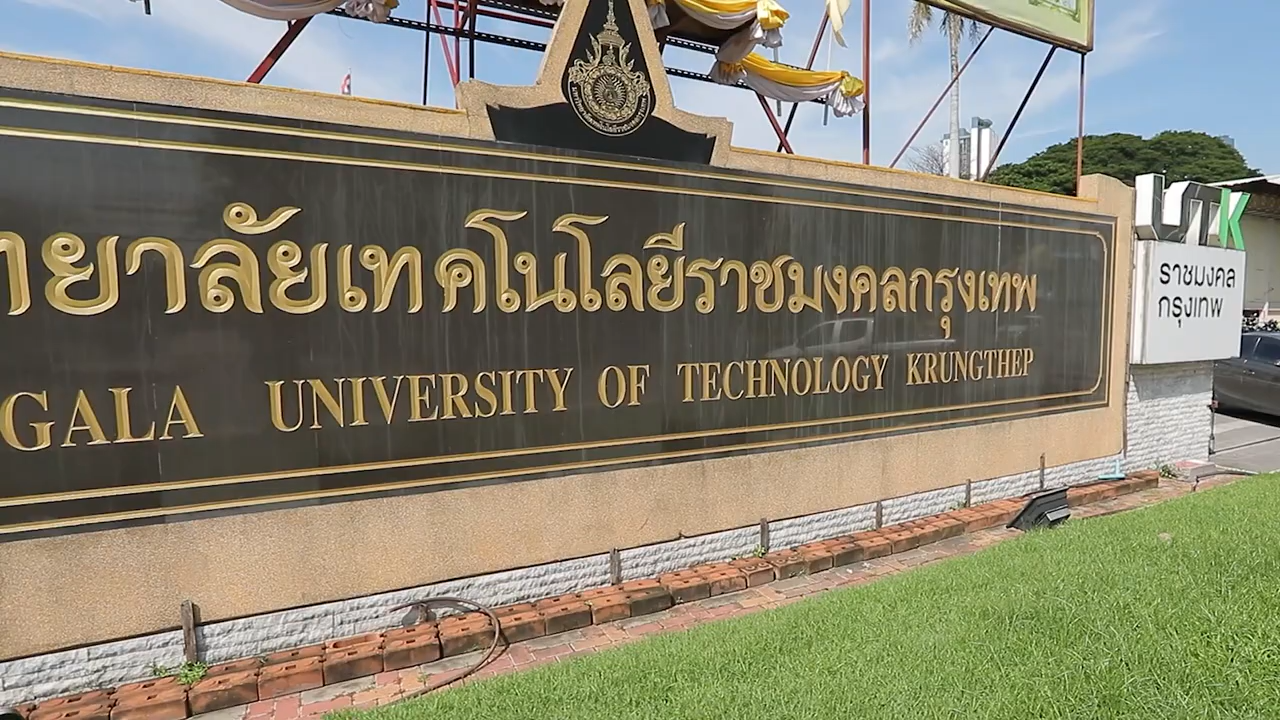 ทยาลัยเทคโนโลยีราชมงคลกรุงเทพ
GALA UNIVERSITY OF TECHNOLOGY KRUNGTHEP
UTK
ราชมงคล
กรุงเทพ